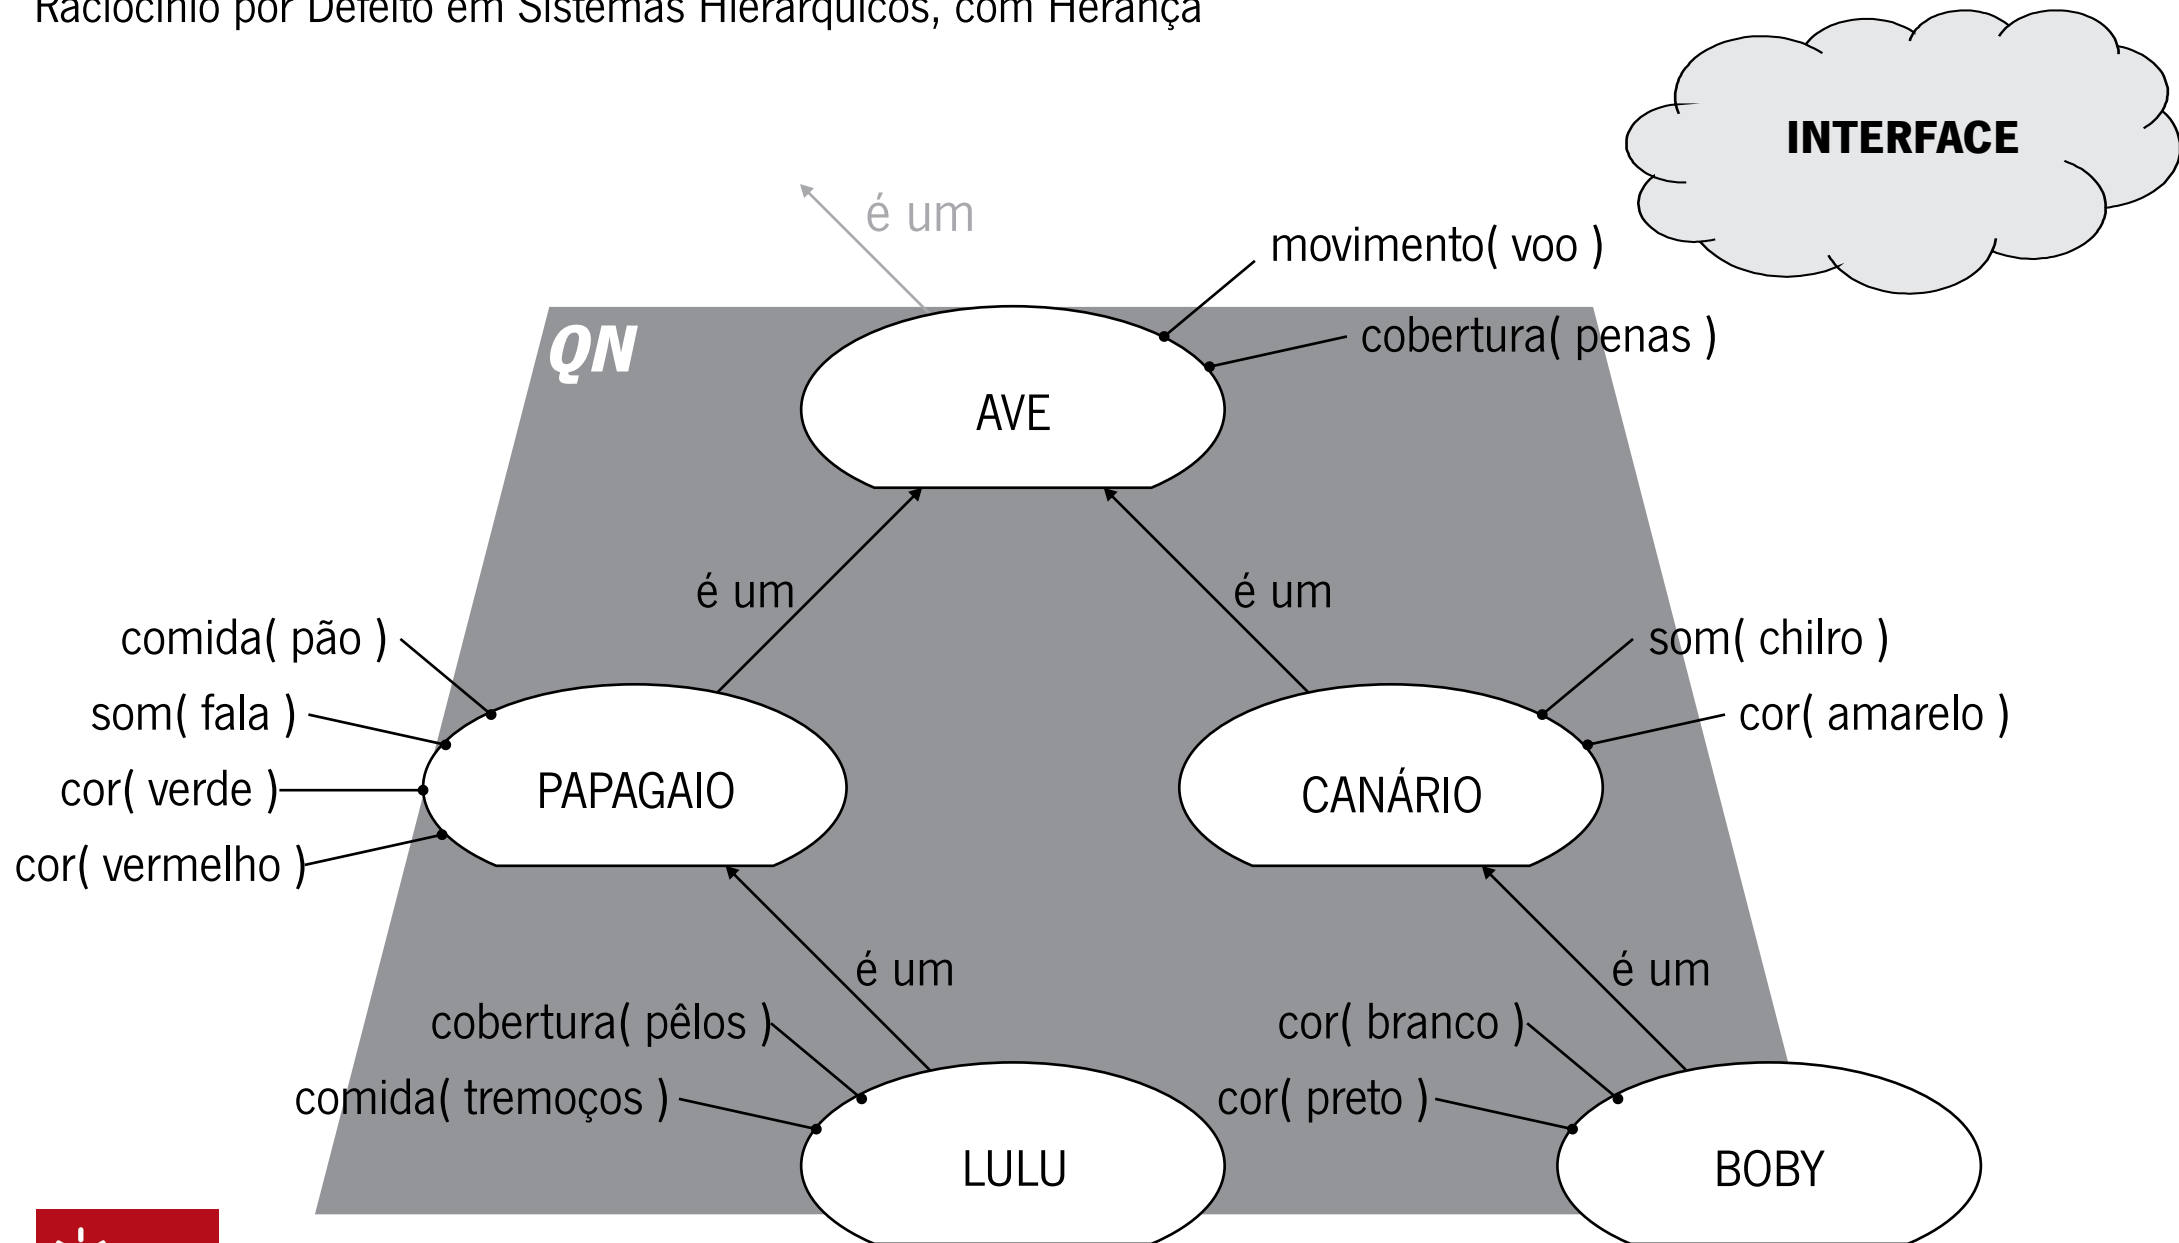 Raciocínio por Defeito em Sistemas Hierárquicos, com Herança
INTERFACE
é um
movimento( voo )
QN
cobertura( penas )
AVE
é um
é um
comida( pão )
som( chilro )
som( fala )
cor( amarelo )
cor( verde )
PAPAGAIO
CANÁRIO
cor( vermelho )
é um
é um
cobertura( pêlos )
cor( branco )
comida( tremoços )
cor( preto )
LULU
BOBY